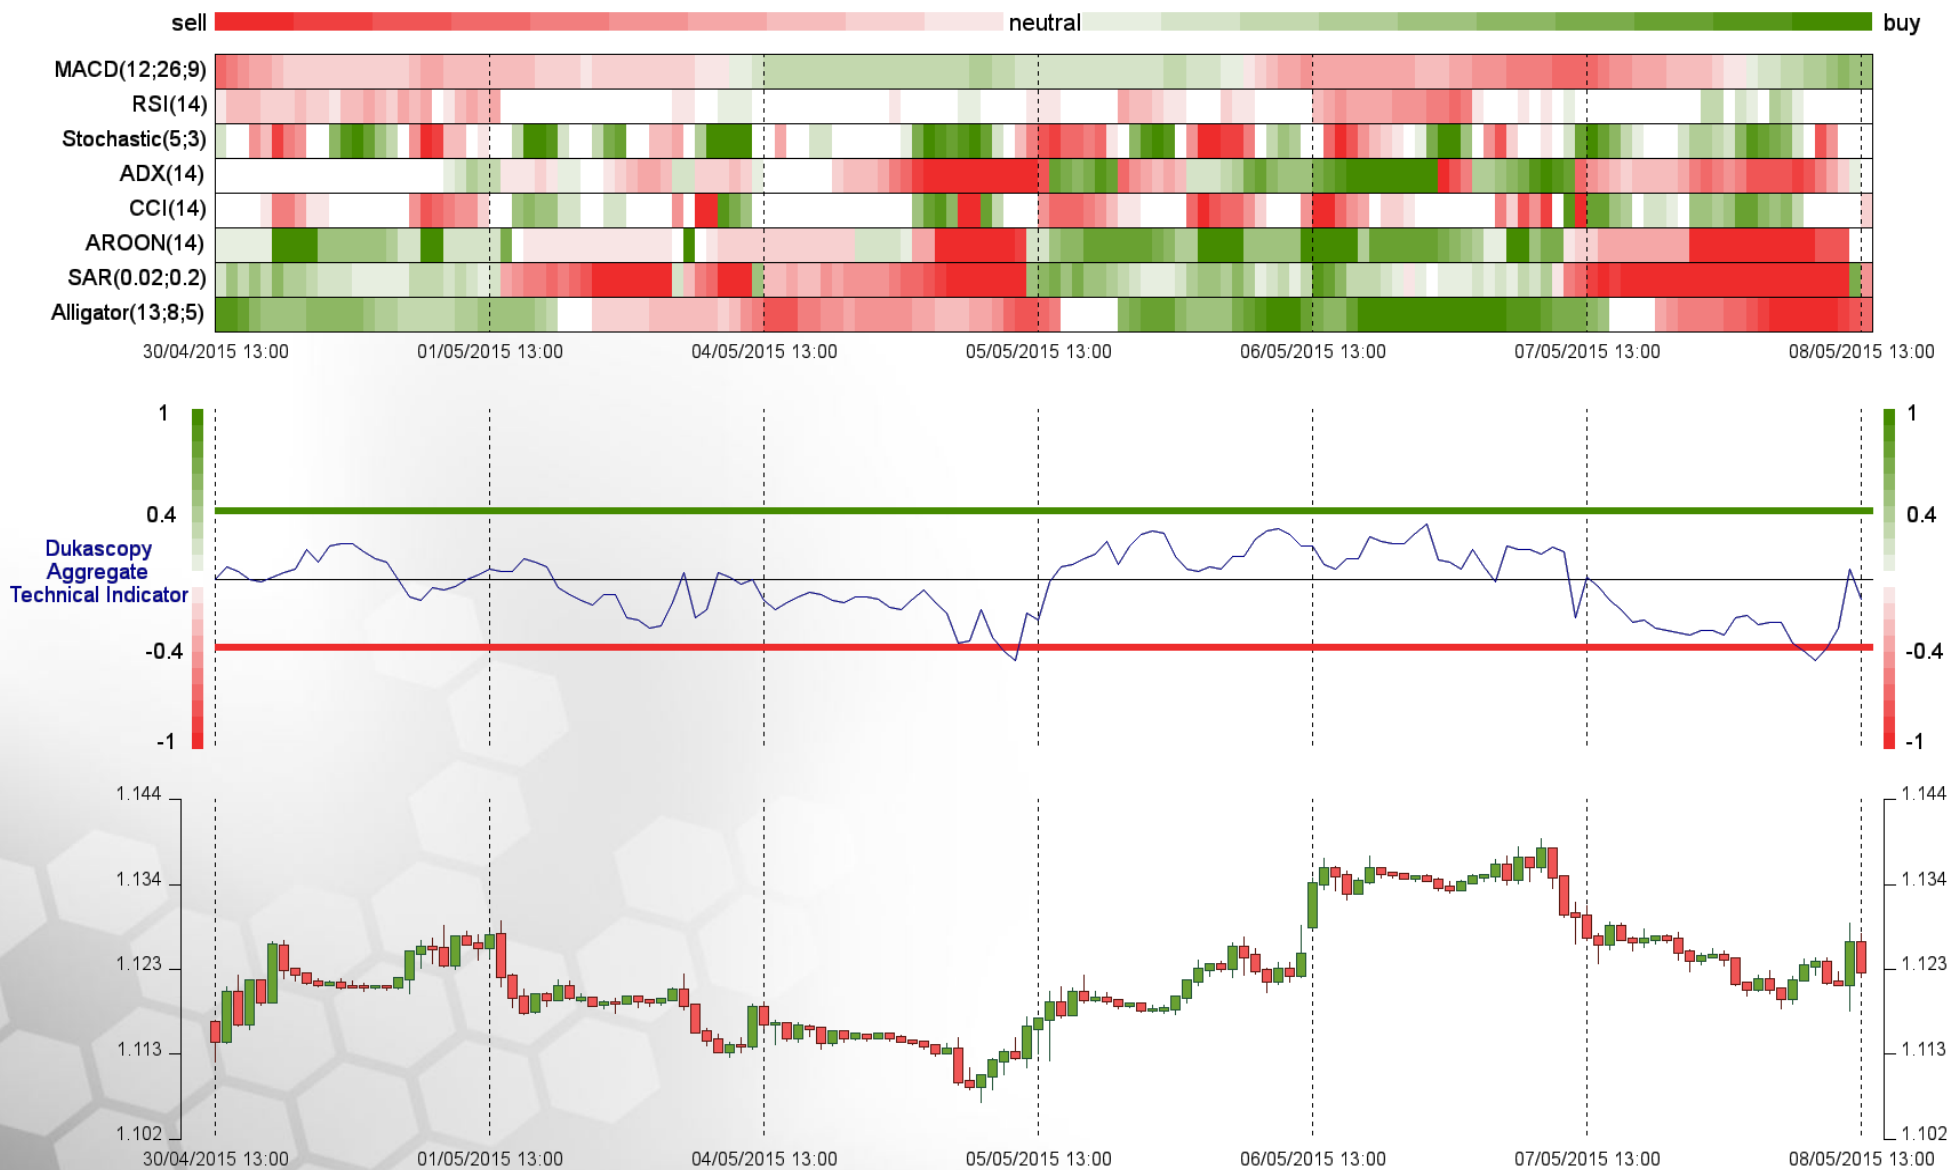 sell neutral buy
MACD(12;26;9)
RSI(14)
Stochastic(5;3)
ADX(14)
CCI(14)
AROON(14)
SAR(0.02;0.2)
Alligator(13;8;5)
30/04/2015 13:00 01/05/2015 13:00 04/05/2015 13:00 05/05/2015 13:00 06/05/2015 13:00 07/05/2015 13:00 08/05/2015 13:00
1 1
0.4 0.4
Dukascopy
Aggregate
Technical Indicator
-0.4 -0.4
-1 -1
1.144 1.144
1.134 1.134
1.123 1.123
1.113 1.113
1.102 1.102
30/04/2015 13:00 01/05/2015 13:00 04/05/2015 13:00 05/05/2015 13:00 06/05/2015 13:00 07/05/2015 13:00 08/05/2015 13:00